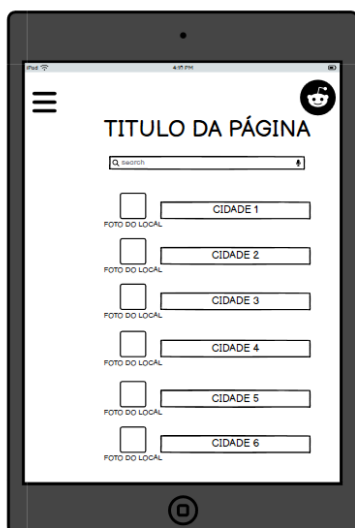 iPad 4:17 PM
TITULO DA PÁGINA
search
CIDADE 1
FOTO DO LOCAL
CIDADE 2
FOTO DO LOCAL
CIDADE 3
FOTO DO LOCAL
CIDADE 4
FOTO DO LOCAL
CIDADE 5
FOTO DO LOCAL
CIDADE 6
FOTO DO LOCAL